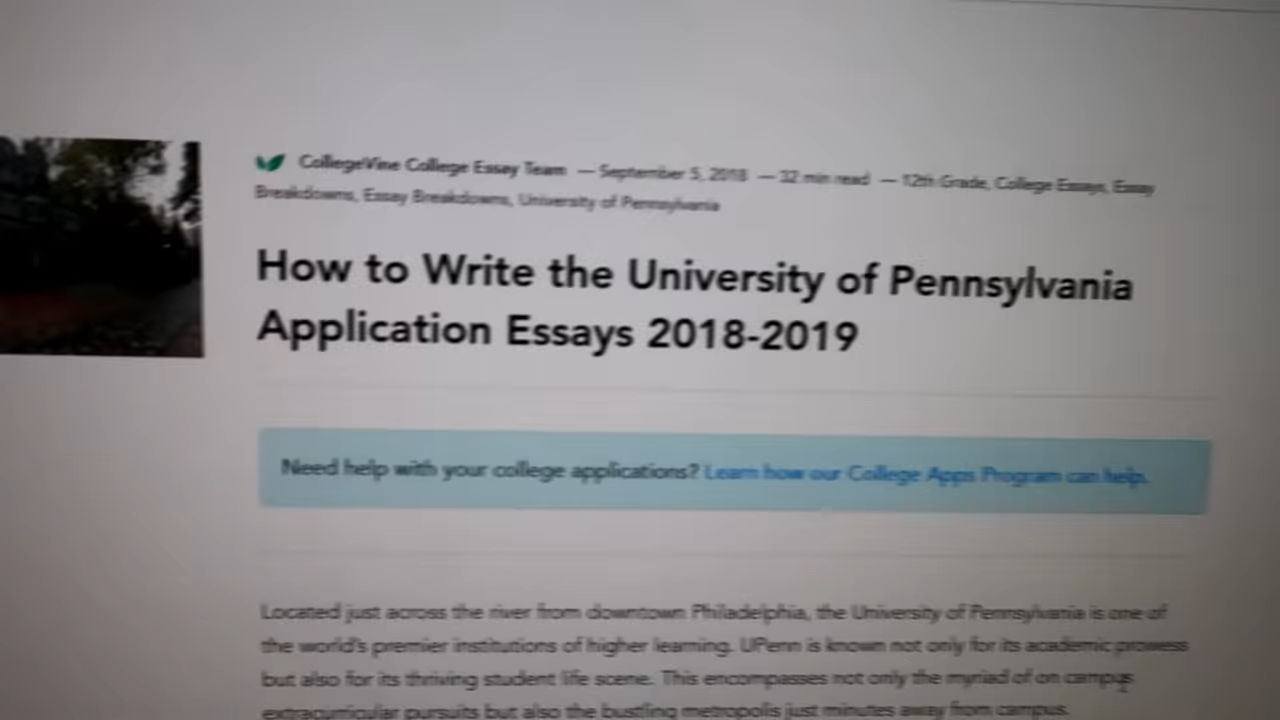 CollegeVine College Essay Team — September 5, 2018 — 32 min read — 12th Grade, College Essays, Essay
Breakdowns, Essay Breakdowns, University of Pennsylvania
How to Write the University of Pennsylvania
Application Essays 2018-2019
Need help with your college applications? Learn how our College Apps Program can help.
Located just across the river from downtown Philadelphia, the University of Pennsylvania is one of
the world's premier institutions of higher learning. UPenn is known not only for its academic prowess
but also for its thriving student life scene. This encompasses not only the myriad of on campus
extracurricular pursuits but also the bustling metropolis just minutes away from campus.